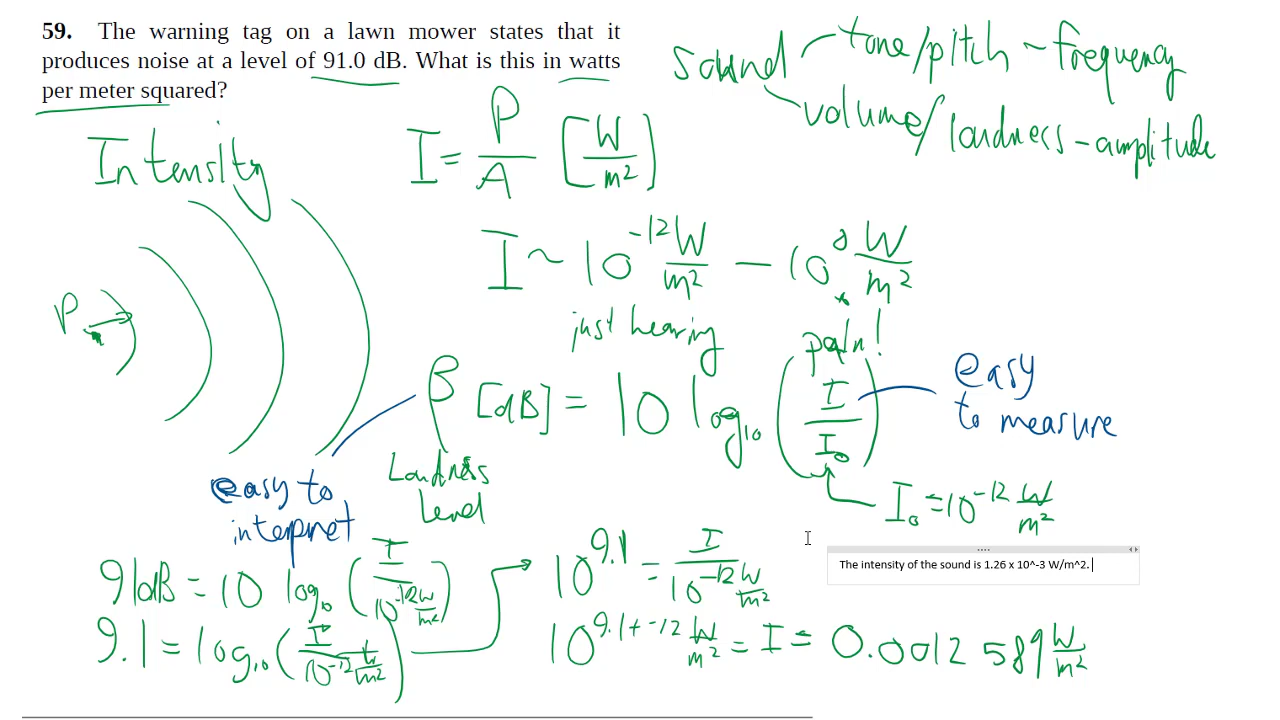 59. The warning tag on a lawn mower states that it
produces noise at a level of 91.0 dB. What is this in watts
per meter squared?
Sound
tone/pitch ~ frequency
volume/loudness - amplitude
Intensity
I = P/A [W/m²]
P
I ~ 10^-12 W/m² — 10^0 W/m²
just hearing
pain!
β [dB] = 10 log₁₀ (I/I₀)
easy
to measure
Loudness
Level
easy to
interpret
I₀ = 10^-12 W/m²
91dB = 10 log₁₀ (I / 10^-12 W/m²)
10^9.1 = I / 10^-12 W/m²
The intensity of the sound is 1.26 x 10^-3 W/m^2.
9.1 = log₁₀ (I / 10^-12 W/m²)
10^9.1+-12 W/m² = I = 0.0012 589 W/m²